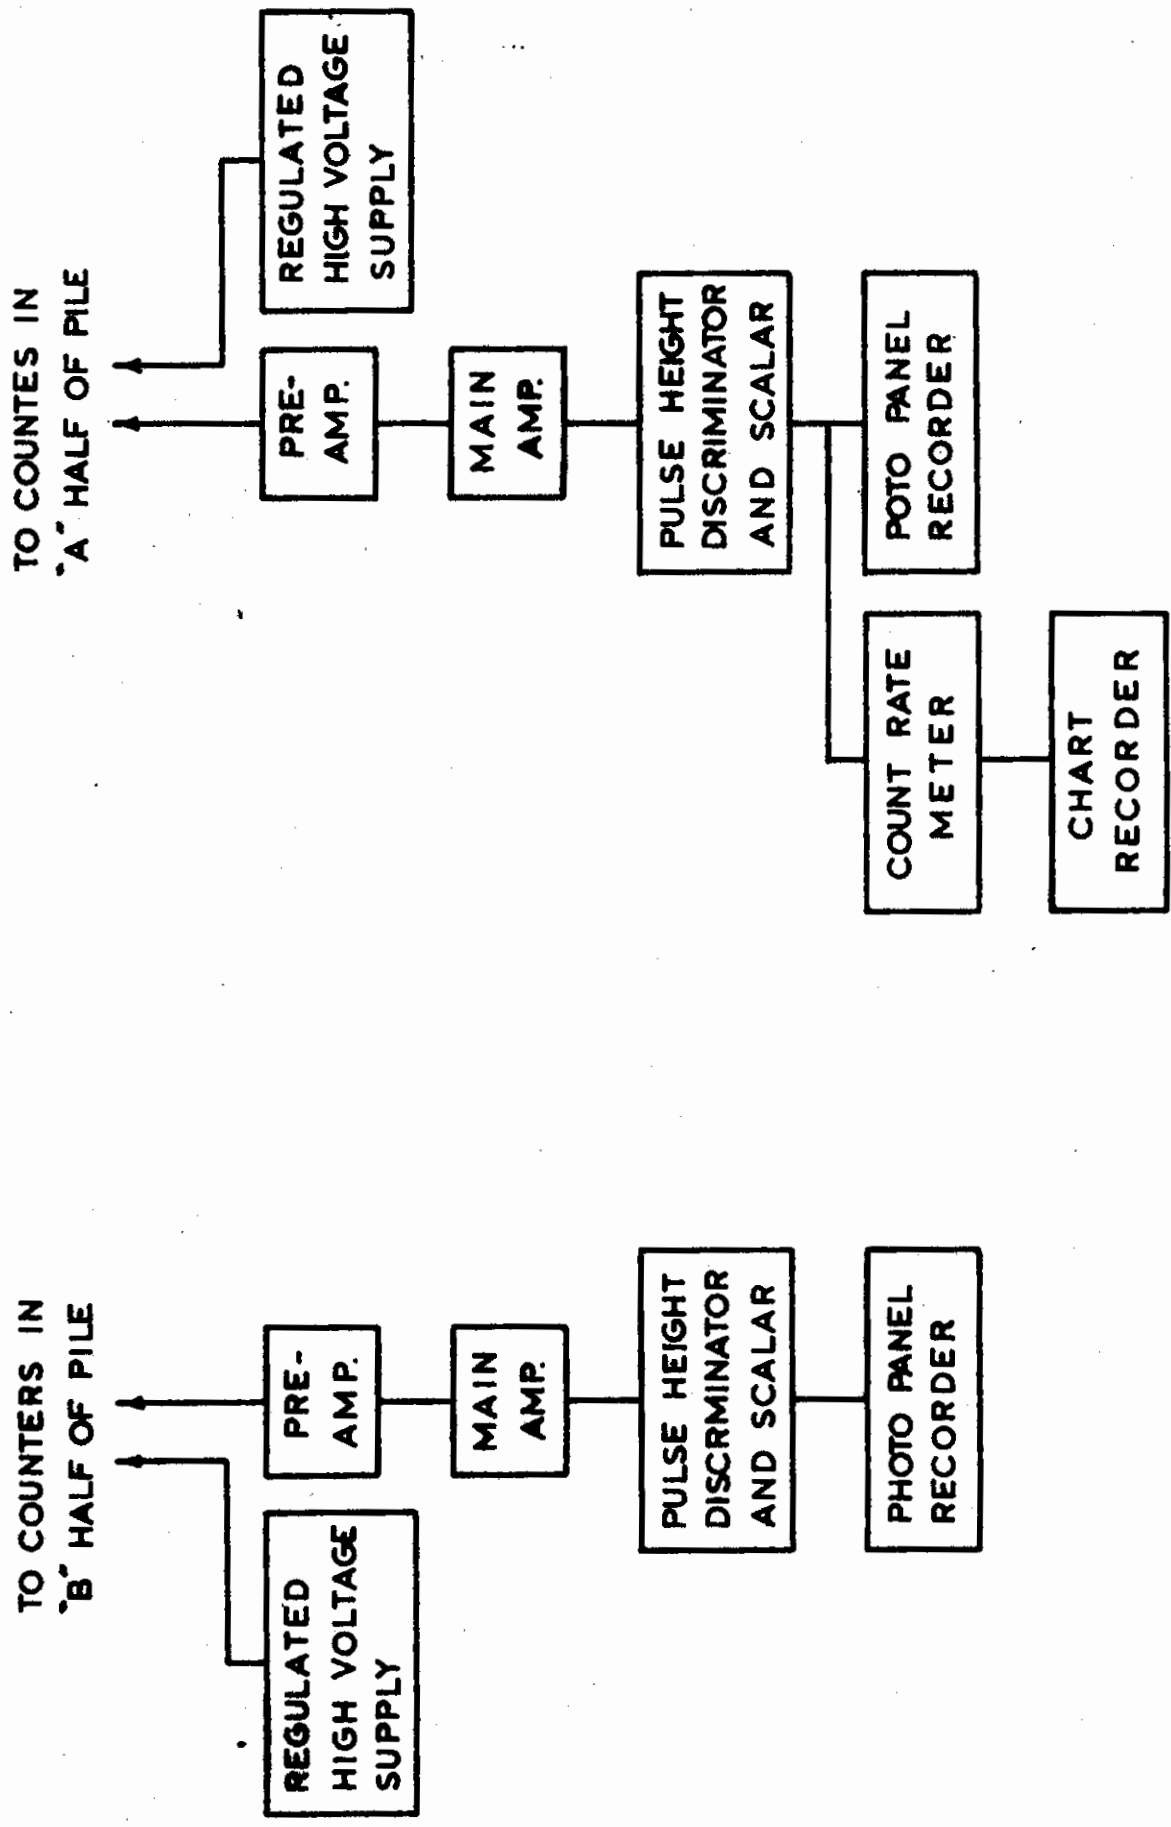 TO COUNTERS IN
"B" HALF OF PILE
REGULATED
HIGH VOLTAGE
SUPPLY
PRE-
AMP.
MAIN
AMP.
PULSE HEIGHT
DISCRMINATOR
AND SCALAR
PHOTO PANEL
RECORDER
TO COUNTES IN
"A" HALF OF PILE
PRE-
AMP.
REGULATED
HIGH VOLTAGE
SUPPLY
MAIN
AMP.
PULSE HEIGHT
DISCRIMINATOR
AND SCALAR
COUNT RATE
METER
POTO PANEL
RECORDER
CHART
RECORDER